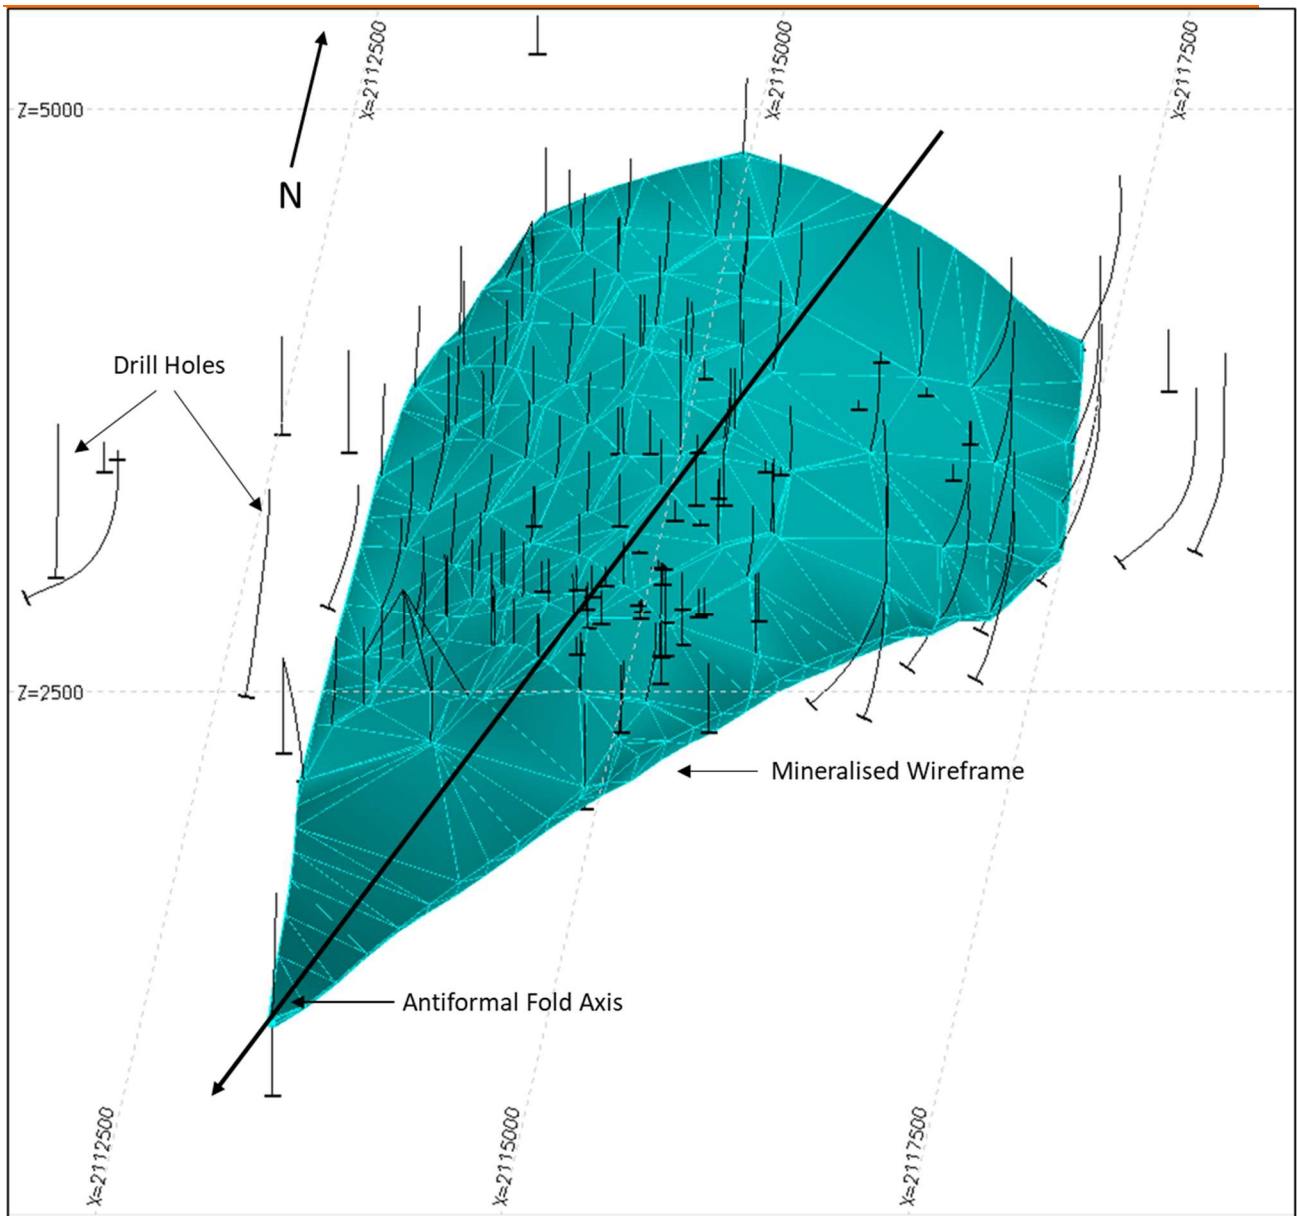 X=2112500
X=2115000
X=2117500
Z=5000
N
Drill Holes
Z=2500
Mineralised Wireframe
Antiformal Fold Axis
X=2112500
X=2115000
X=2117500